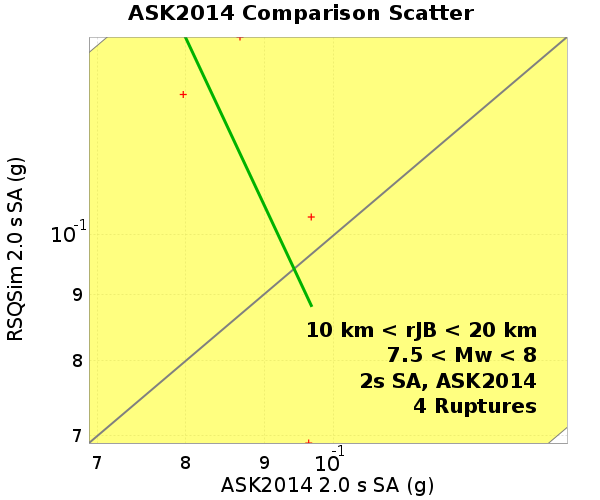 ASK2014 Comparison Scatter
RSQSim 2.0 s SA (g)
10-1
9
8
7
10 km < rJB < 20 km
7.5 < Mw < 8
2s SA, ASK2014
4 Ruptures
7 8 9 10-1
ASK2014 2.0 s SA (g)